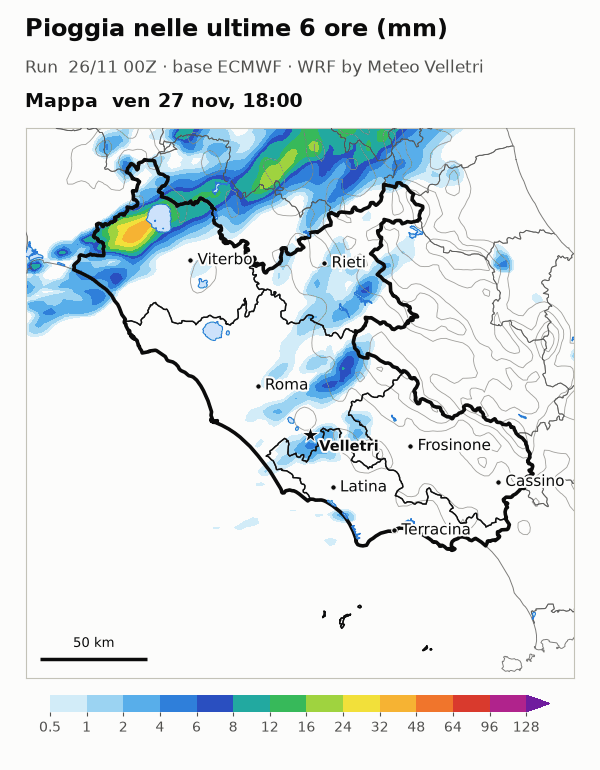 Pioggia nelle ultime 6 ore (mm)
Run  26/11 00Z · base ECMWF · WRF by Meteo Velletri
Mappa  ven 27 nov, 18:00
Viterbo
Rieti
Roma
Velletri
Frosinone
Cassino
Latina
Terracina
50 km
0.5 1 2 4 6 8 12 16 24 32 48 64 96 128